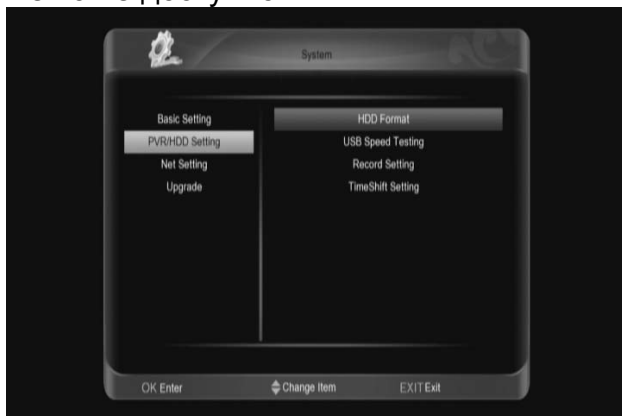 System
Basic Setting
PVR/HDD Setting
Net Setting
Upgrade
HDD Format
USB Speed Testing
Record Setting
TimeShift Setting
OK Enter
Change Item
EXIT Exit